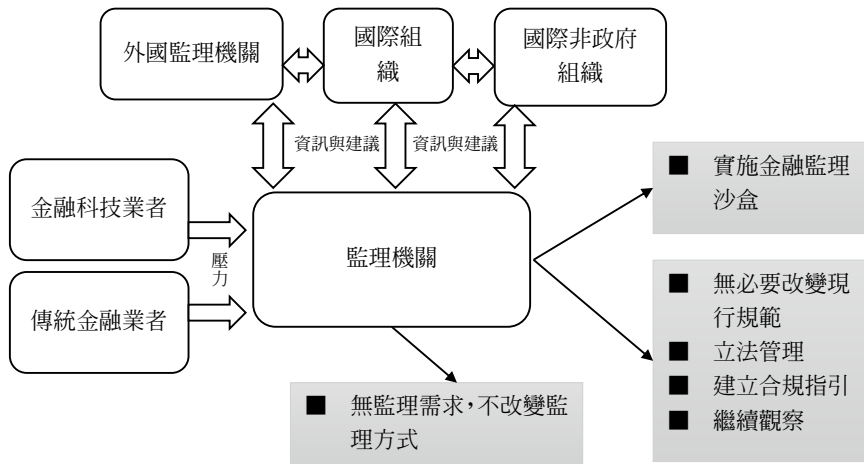 外國監理機關
國際組
織
國際非政府
組織
資訊與建議
資訊與建議
金融科技業者
壓
力
傳統金融業者
監理機關
■ 實施金融監理
沙盒
■ 無必要改變現
行規範
■ 立法管理
■ 建立合規指引
■ 繼續觀察
■ 無監理需求，不改變監
理方式